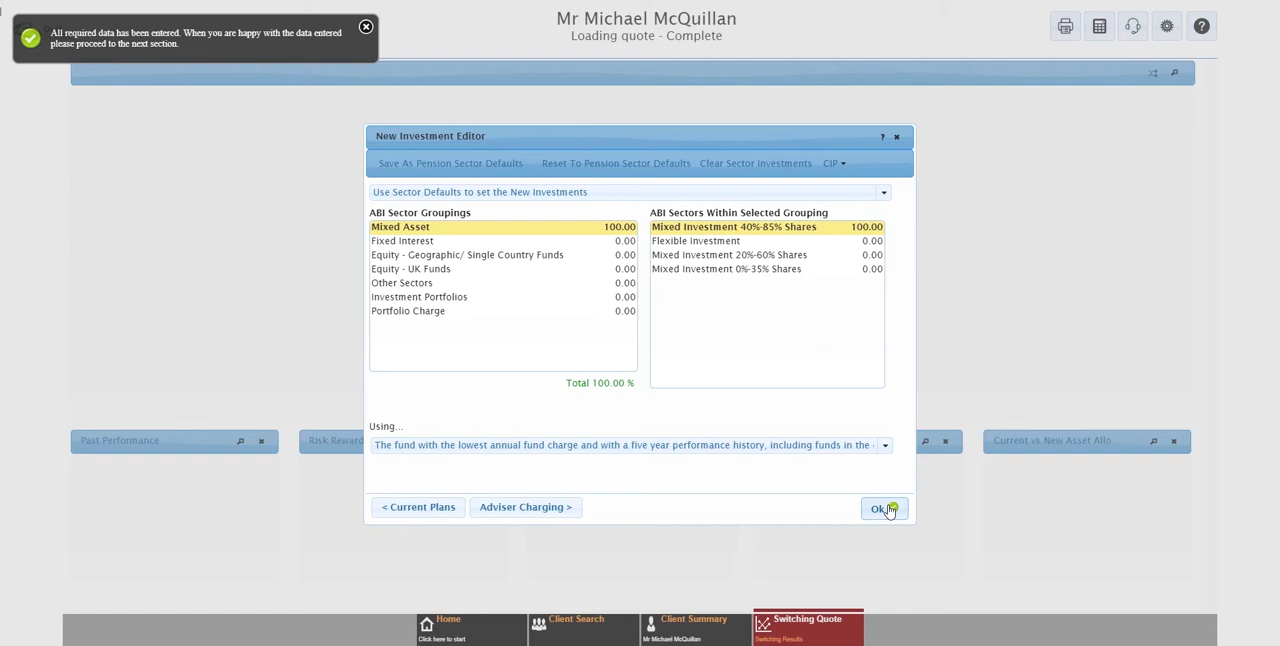 All required data has been entered. When you are happy with the data entered
please proceed to the next section.
Mr Michael McQuillan
Loading quote - Complete
New Investment Editor
Save As Pension Sector Defaults Reset To Pension Sector Defaults Clear Sector Investments CIP
Use Sector Defaults to set the New Investments
ABI Sector Groupings
Mixed Asset 100.00
Fixed Interest 0.00
Equity - Geographic/ Single Country Funds 0.00
Equity - UK Funds 0.00
Other Sectors 0.00
Investment Portfolios 0.00
Portfolio Charge 0.00
Total 100.00 %
ABI Sectors Within Selected Grouping
Mixed Investment 40%-85% Shares 100.00
Flexible Investment 0.00
Mixed Investment 20%-60% Shares 0.00
Mixed Investment 0%-35% Shares 0.00
Using...
The fund with the lowest annual fund charge and with a five year performance history, including funds in the
< Current Plans Adviser Charging > Ok
Past Performance
Risk Reward
Current vs New Asset Allo...
Home
Click here to start
Client Search
Client Summary
Mr Michael McQuillan
Switching Quote
Switching Results